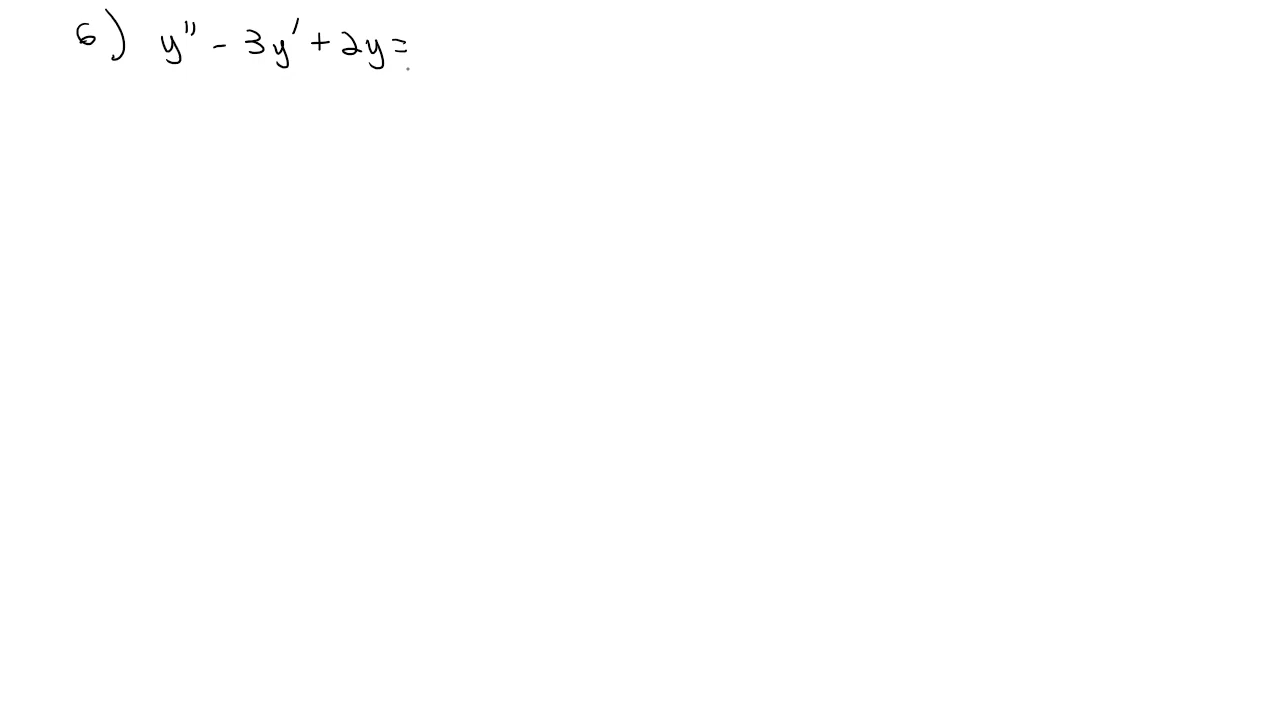 6) y'' - 3y' + 2y =